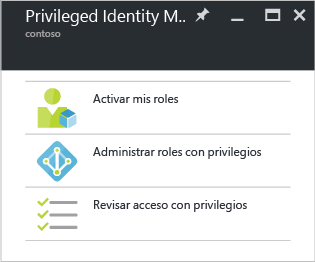 Privileged Identity M..
contoso
Activar mis roles
Administrar roles con privilegios
Revisar acceso con privilegios